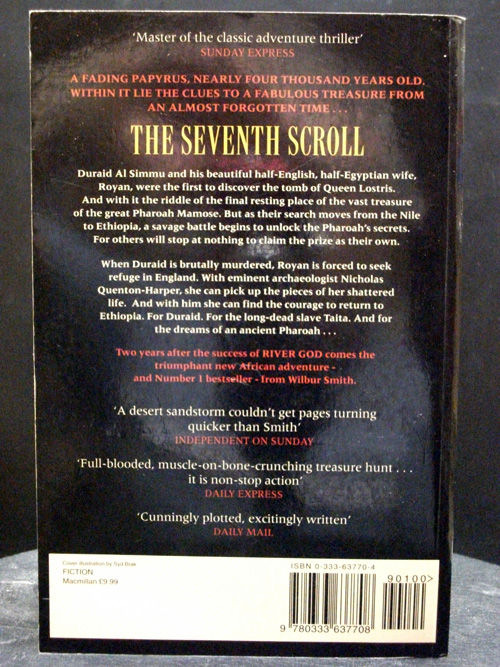 ‘Master of the classic adventure thriller’
SUNDAY EXPRESS
A FADING PAPYRUS, NEARLY FOUR THOUSAND YEARS OLD.
WITHIN IT LIE THE CLUES TO A FABULOUS TREASURE FROM
AN ALMOST FORGOTTEN TIME . . .
THE SEVENTH SCROLL
Duraid Al Simmu and his beautiful half-English, half-Egyptian wife,
Royan, were the first to discover the tomb of Queen Lostris.
And with it the riddle of the final resting place of the vast treasure
of the great Pharoah Mamose. But as their search moves from the Nile
to Ethiopia, a savage battle begins to unlock the Pharoah's secrets.
For others will stop at nothing to claim the prize as their own.
When Duraid is brutally murdered, Royan is forced to seek
refuge in England. With eminent archaeologist Nicholas
Quenton-Harper, she can pick up the pieces of her shattered
life. And with him she can find the courage to return to
Ethiopia. For Duraid. For the long-dead slave Taita. And for
the dreams of an ancient Pharoah . . .
Two years after the success of RIVER GOD comes the
triumphant new African adventure -
and Number 1 bestseller - from Wilbur Smith.
‘A desert sandstorm couldn't get pages turning
quicker than Smith’
INDEPENDENT ON SUNDAY
‘Full-blooded, muscle-on-bone-crunching treasure hunt . . .
it is non-stop action’
DAILY EXPRESS
‘Cunningly plotted, excitingly written’
DAILY MAIL
Cover illustration by Syd Brak
FICTION
Macmillan £9.99
ISBN 0-333-63770-4
90100>
9 780333 637708